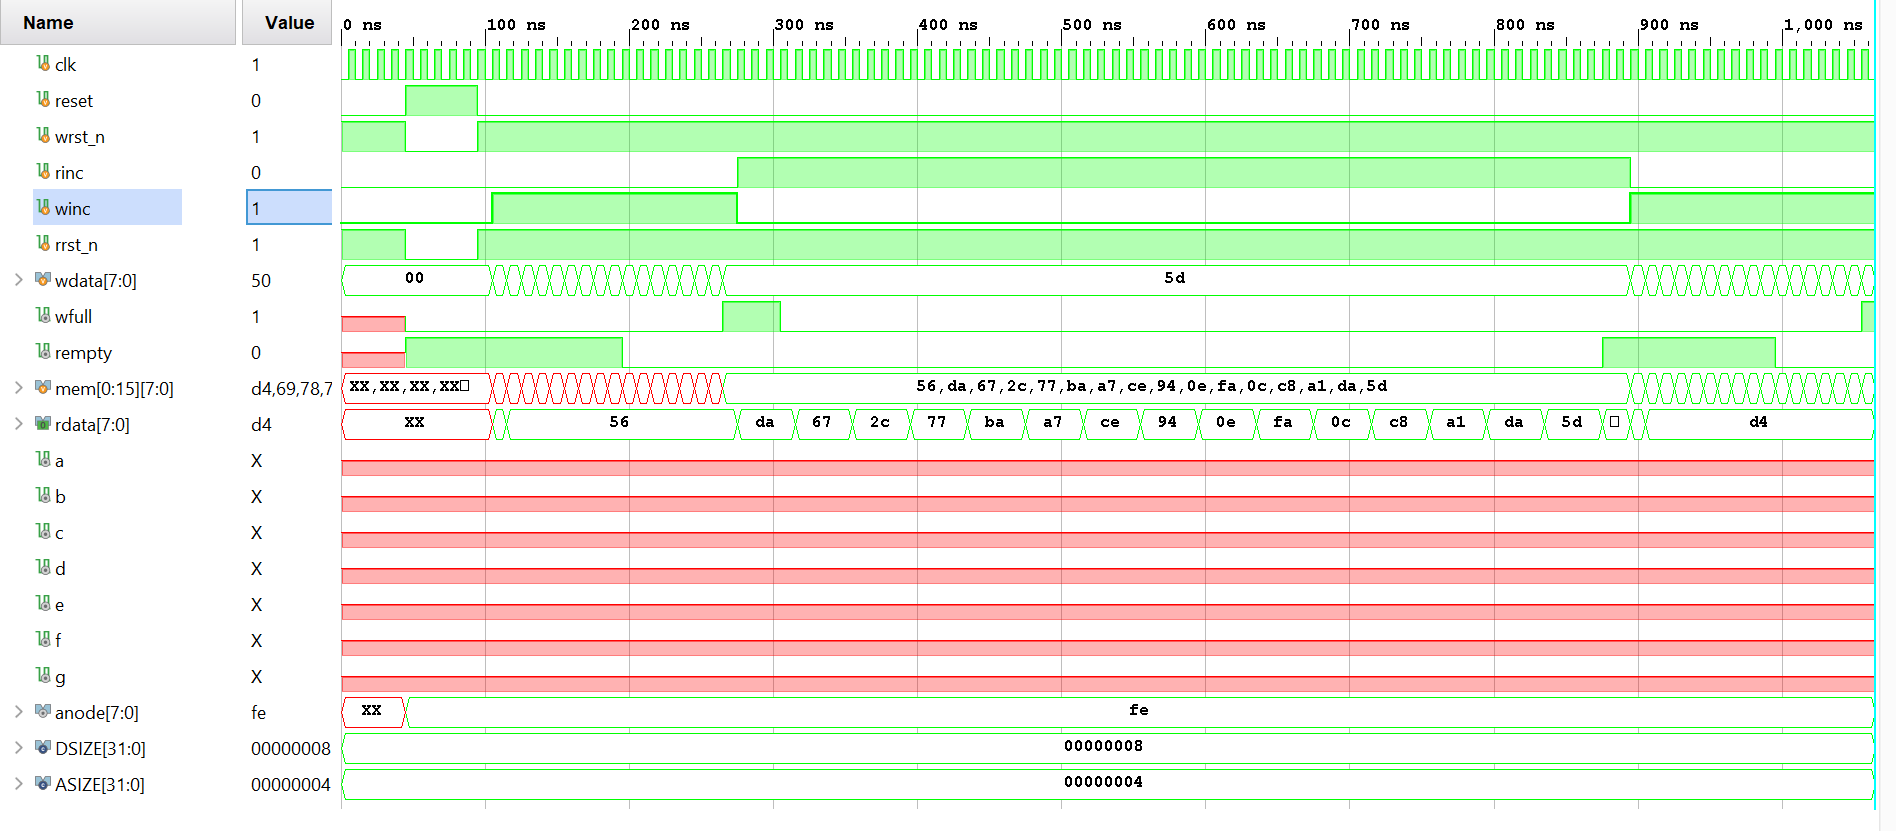 Name Value 0 ns 100 ns 200 ns 300 ns 400 ns 500 ns 600 ns 700 ns 800 ns 900 ns 1,000 ns
clk 1
reset 0
wrst_n 1
rinc 0
winc 1
rrst_n 1
wdata[7:0] 50 00 5d
wfull 1
rempty 0
mem[0:15][7:0] d4,69,78,7 XX,XX,XX,XX 56,da,67,2c,77,ba,a7,ce,94,0e,fa,0c,c8,a1,da,5d
rdata[7:0] d4 XX 56 da 67 2c 77 ba a7 ce 94 0e fa 0c c8 a1 da 5d d4
a X
b X
c X
d X
e X
f X
g X
anode[7:0] fe XX fe
DSIZE[31:0] 00000008 00000008
ASIZE[31:0] 00000004 00000004